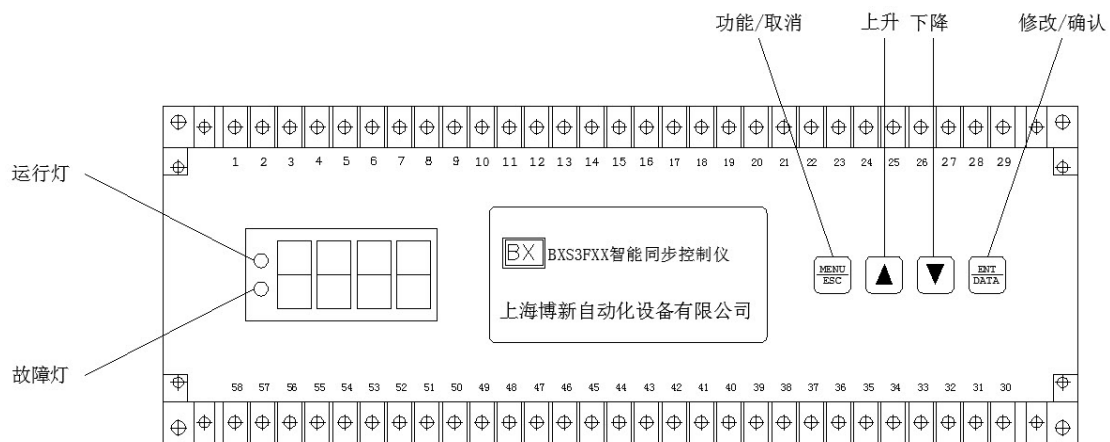 功能/取消 上升 下降 修改/确认
1 2 3 4 5 6 7 8 9 10 11 12 13 14 15 16 17 18 19 20 21 22 23 24 25 26 27 28 29
运行灯
BX BXS3FXX智能同步控制仪
MENU ENT
ESC DATA
上海博新自动化设备有限公司
故障灯
58 57 56 55 54 53 52 51 50 49 48 47 46 45 44 43 42 41 40 39 38 37 36 35 34 33 32 31 30